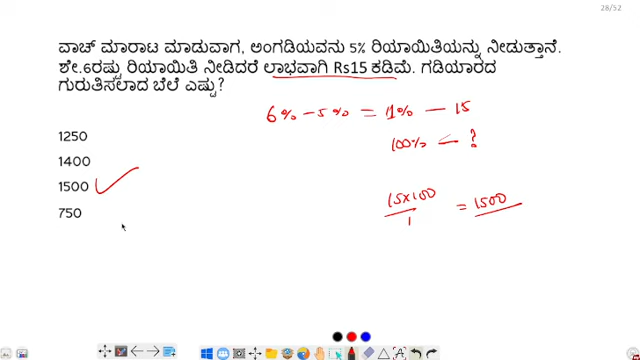 28/52
ವಾಚ್ ಮಾರಾಟ ಮಾಡುವಾಗ, ಅಂಗಡಿಯವನು 5% ರಿಯಾಯಿತಿಯನ್ನು ನೀಡುತ್ತಾನೆ.
ಶೇ.6ರಷ್ಟು ರಿಯಾಯಿತಿ ನೀಡಿದರೆ ಲಾಭವಾಗಿ Rs15 ಕಡಿಮೆ. ಗಡಿಯಾರದ
ಗುರುತಿಸಲಾದ ಬೆಲೆ ಎಷ್ಟು?
6% - 5% = 1% - 15
100% - ?
1250
1400
1500
750
15×100
/ 1 = 1500